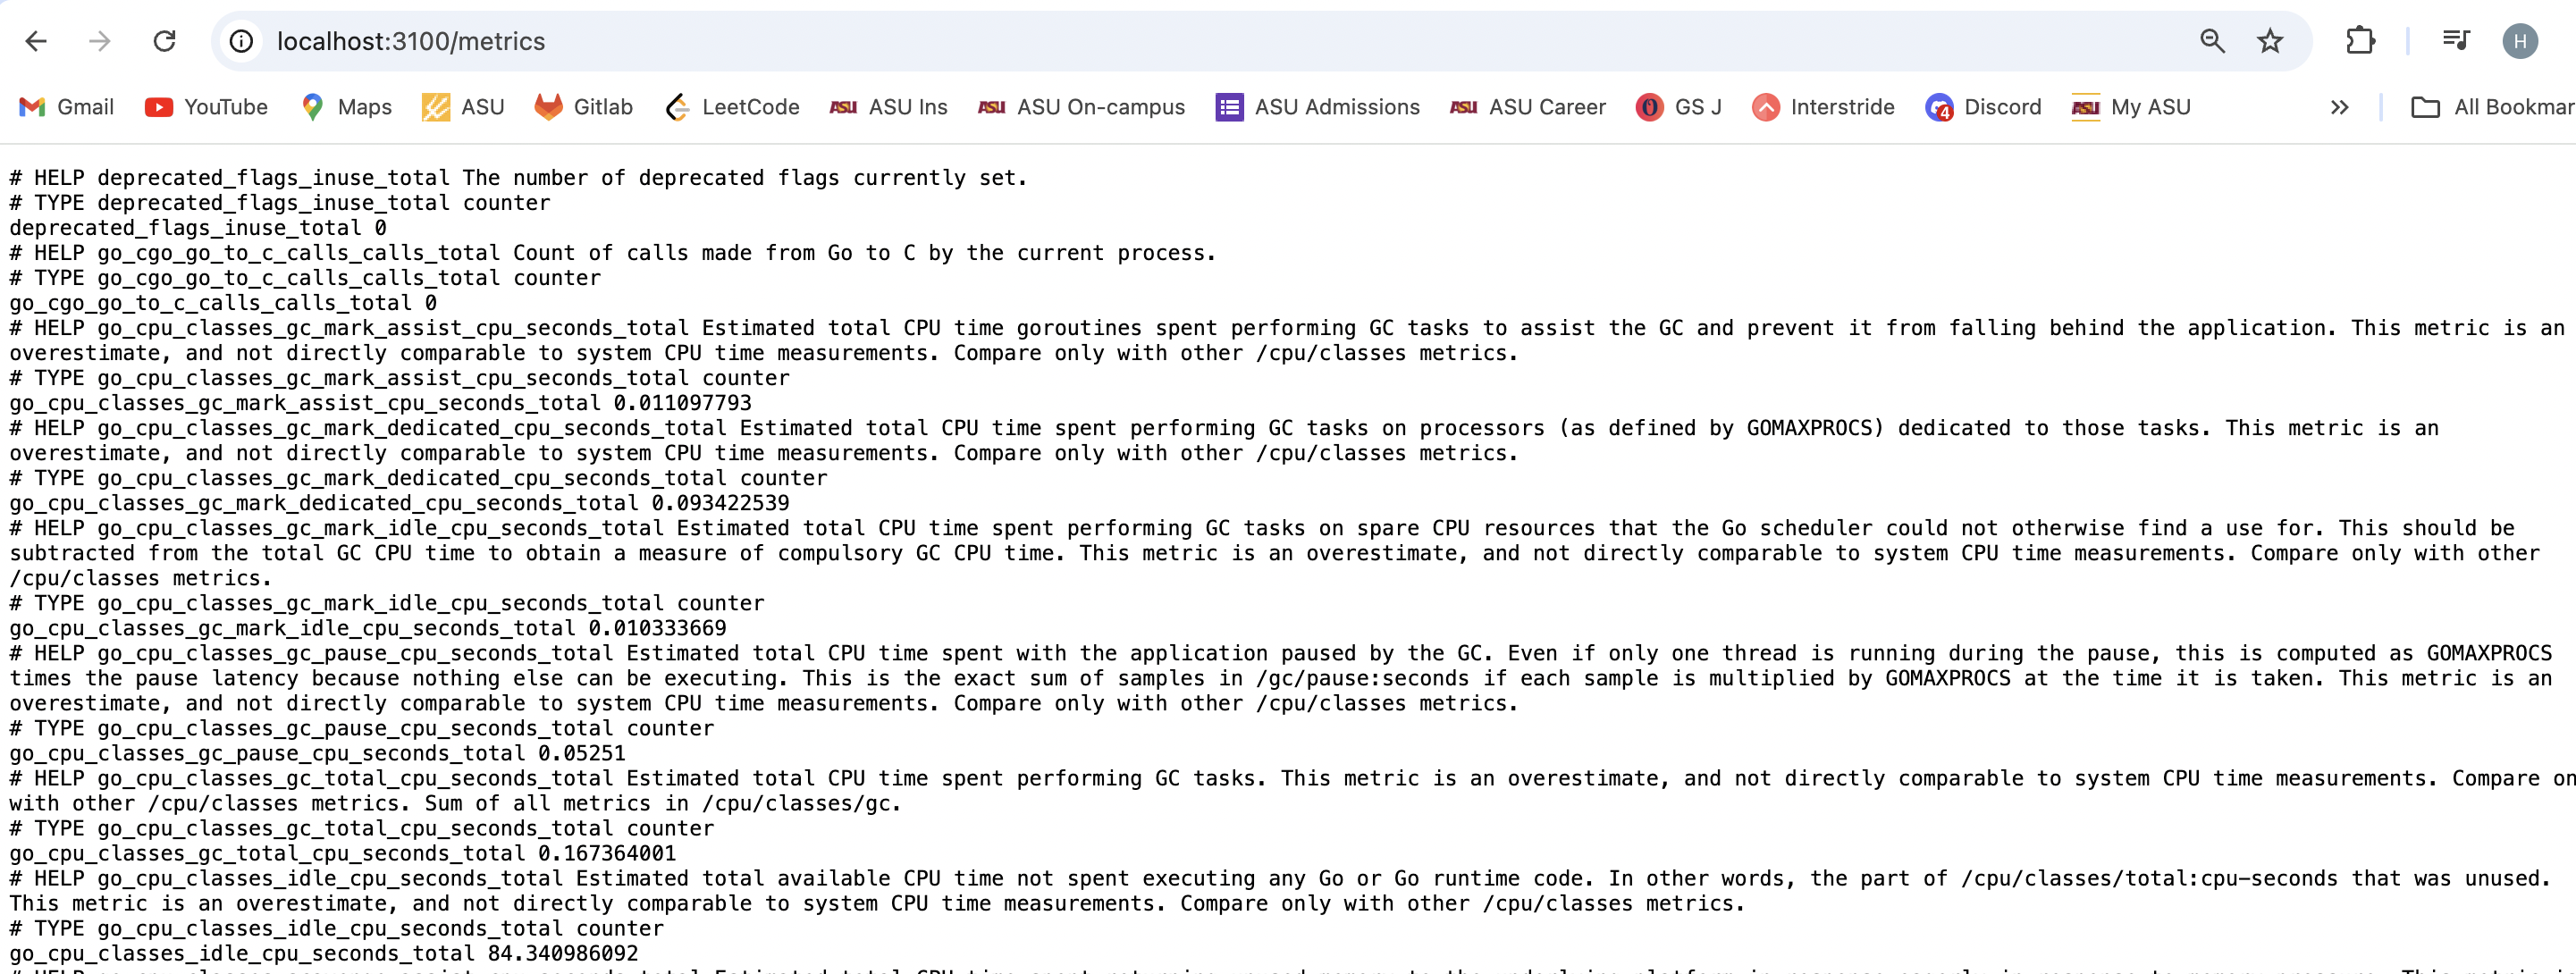 localhost:3100/metrics
H
Gmail YouTube Maps ASU Gitlab LeetCode ASU ASU Ins ASU ASU On-campus ASU Admissions ASU ASU Career GS J Interstride 4 Discord ASU My ASU » All Bookmar
# HELP deprecated_flags_inuse_total The number of deprecated flags currently set.
# TYPE deprecated_flags_inuse_total counter
deprecated_flags_inuse_total 0
# HELP go_cgo_go_to_c_calls_calls_total Count of calls made from Go to C by the current process.
# TYPE go_cgo_go_to_c_calls_calls_total counter
go_cgo_go_to_c_calls_calls_total 0
# HELP go_cpu_classes_gc_mark_assist_cpu_seconds_total Estimated total CPU time goroutines spent performing GC tasks to assist the GC and prevent it from falling behind the application. This metric is an
overestimate, and not directly comparable to system CPU time measurements. Compare only with other /cpu/classes metrics.
# TYPE go_cpu_classes_gc_mark_assist_cpu_seconds_total counter
go_cpu_classes_gc_mark_assist_cpu_seconds_total 0.011097793
# HELP go_cpu_classes_gc_mark_dedicated_cpu_seconds_total Estimated total CPU time spent performing GC tasks on processors (as defined by GOMAXPROCS) dedicated to those tasks. This metric is an
overestimate, and not directly comparable to system CPU time measurements. Compare only with other /cpu/classes metrics.
# TYPE go_cpu_classes_gc_mark_dedicated_cpu_seconds_total counter
go_cpu_classes_gc_mark_dedicated_cpu_seconds_total 0.093422539
# HELP go_cpu_classes_gc_mark_idle_cpu_seconds_total Estimated total CPU time spent performing GC tasks on spare CPU resources that the Go scheduler could not otherwise find a use for. This should be
subtracted from the total GC CPU time to obtain a measure of compulsory GC CPU time. This metric is an overestimate, and not directly comparable to system CPU time measurements. Compare only with other
/cpu/classes metrics.
# TYPE go_cpu_classes_gc_mark_idle_cpu_seconds_total counter
go_cpu_classes_gc_mark_idle_cpu_seconds_total 0.010333669
# HELP go_cpu_classes_gc_pause_cpu_seconds_total Estimated total CPU time spent with the application paused by the GC. Even if only one thread is running during the pause, this is computed as GOMAXPROCS
times the pause latency because nothing else can be executing. This is the exact sum of samples in /gc/pause:seconds if each sample is multiplied by GOMAXPROCS at the time it is taken. This metric is an
overestimate, and not directly comparable to system CPU time measurements. Compare only with other /cpu/classes metrics.
# TYPE go_cpu_classes_gc_pause_cpu_seconds_total counter
go_cpu_classes_gc_pause_cpu_seconds_total 0.05251
# HELP go_cpu_classes_gc_total_cpu_seconds_total Estimated total CPU time spent performing GC tasks. This metric is an overestimate, and not directly comparable to system CPU time measurements. Compare on
with other /cpu/classes metrics. Sum of all metrics in /cpu/classes/gc.
# TYPE go_cpu_classes_gc_total_cpu_seconds_total counter
go_cpu_classes_gc_total_cpu_seconds_total 0.167364001
# HELP go_cpu_classes_idle_cpu_seconds_total Estimated total available CPU time not spent executing any Go or Go runtime code. In other words, the part of /cpu/classes/total:cpu-seconds that was unused.
This metric is an overestimate, and not directly comparable to system CPU time measurements. Compare only with other /cpu/classes metrics.
# TYPE go_cpu_classes_idle_cpu_seconds_total counter
go_cpu_classes_idle_cpu_seconds_total 84.340986092